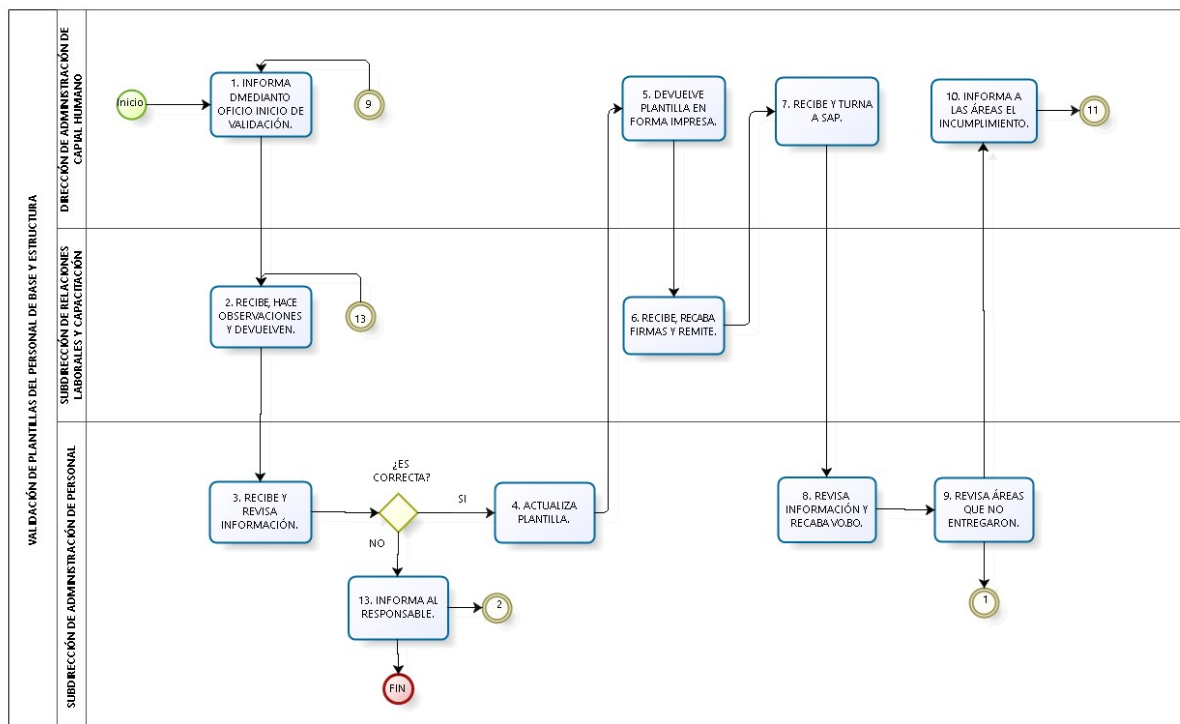 VALIDACIÓN DE PLANTILLAS DEL PERSONAL DE BASE Y ESTRUCTURA
DIRECCIÓN DE ADMINISTRACIÓN DE
CAPIAL HUMANO
Inicio
1. INFORMA
DMEDIANTO
OFICIO INICIO DE
VALIDACIÓN.
9
5. DEVUELVE
PLANTILLA EN
FORMA IMPRESA.
7. RECIBE Y TURNA
A SAP.
10. INFORMA A
LAS ÁREAS EL
INCUMPLIMIENTO.
11
SUBDIRECCIÓN DE RELACIONES
LABORALES Y CAPACITACIÓN
2. RECIBE, HACE
OBSERVACIONES
Y DEVUELVEN.
13
6. RECIBE, RECABA
FIRMAS Y REMITE.
SUBDIRECCIÓN DE ADMINISTRACIÓN DE PERSONAL
3. RECIBE Y
REVISA
INFORMACIÓN.
¿ES
CORRECTA?
SI
NO
4. ACTUALIZA
PLANTILLA.
8. REVISA
INFORMACIÓN Y
RECABA VO.BO.
9. REVISA ÁREAS
QUE NO
ENTREGARON.
13. INFORMA AL
RESPONSABLE.
2
1
FIN